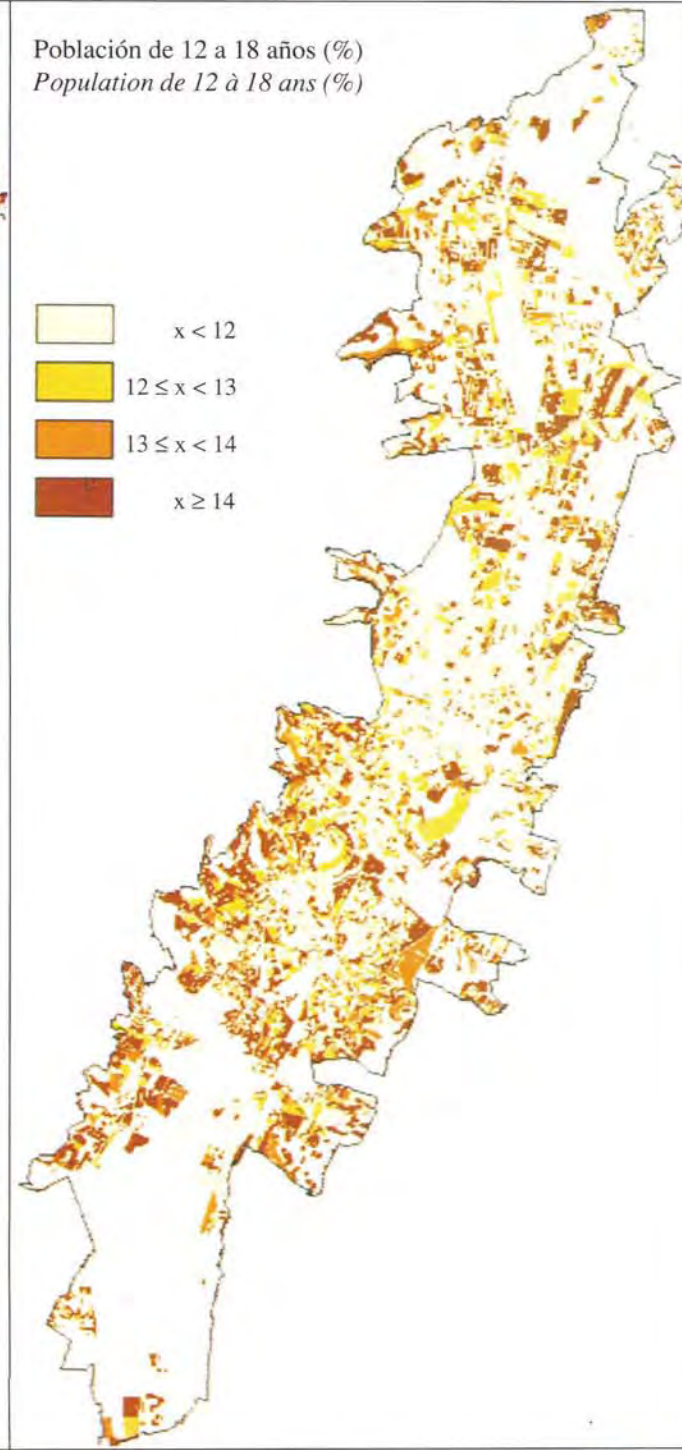 Población de 12 a 18 años (%)
Population de 12 à 18 ans (%)
x < 12
12 ≤ x < 13
13 ≤ x < 14
x ≥ 14